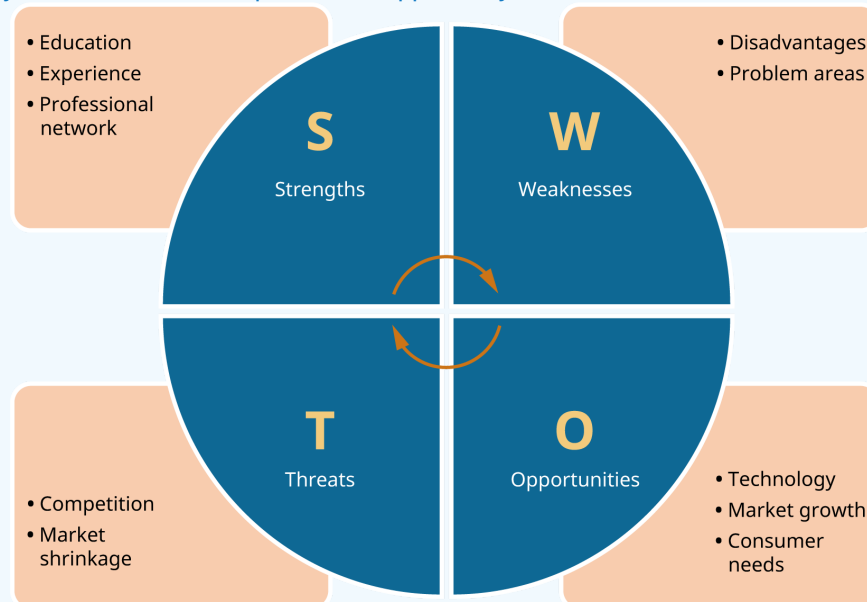 • Education
• Experience
• Professional
network
S
Strengths
W
Weaknesses
• Disadvantages
• Problem areas
T
Threats
• Competition
• Market
shrinkage
O
Opportunities
• Technology
• Market growth
• Consumer
needs